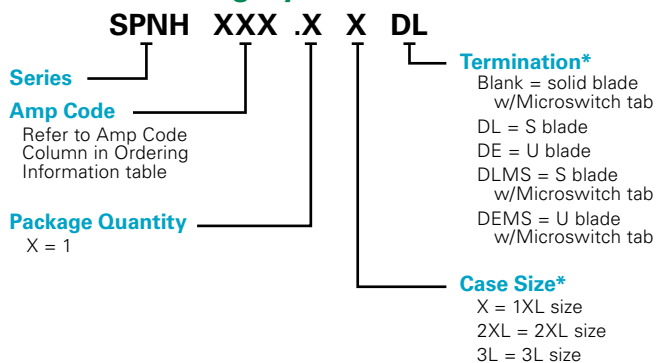 SPNH XXX .X X DL
Series
Amp Code
Refer to Amp Code
Column in Ordering
Information table
Package Quantity
X = 1
Termination*
Blank = solid blade
w/Microswitch tab
DL = S blade
DE = U blade
DLMS = S blade
w/Microswitch tab
DEMS = U blade
w/Microswitch tab
Case Size*
X = 1XL size
2XL = 2XL size
3L = 3L size